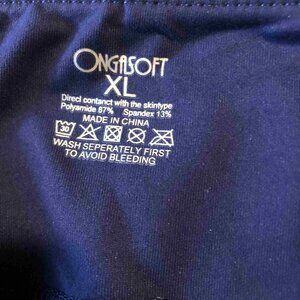 ONGASOFT
XL
Direct contanct with the skintype
Polyamide 87% Spandex 13%
MADE IN CHINA
30
WASH SEPERATELY FIRST
TO AVOID BLEEDING